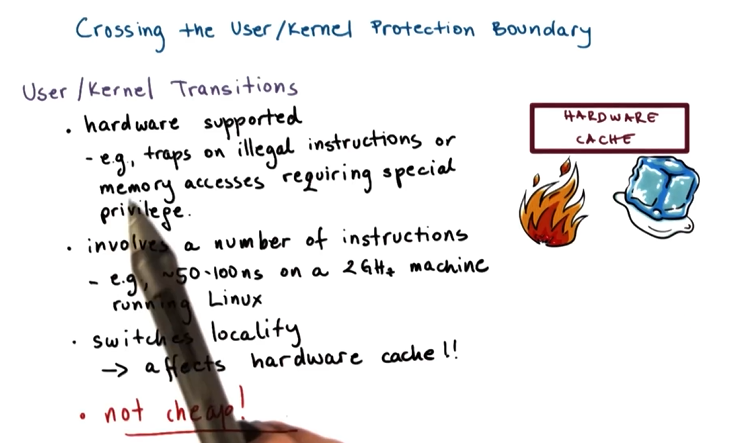 Crossing the User/Kernel Protection Boundary
User/Kernel Transitions
• hardware supported
- e.g., traps on illegal instructions or
memory accesses requiring special
privilege.
• involves a number of instructions
- e.g., ~50-100ns on a 2GHz machine
running Linux
• switches locality
→ affects hardware cache!!
• not cheap!
HARDWARE
CACHE